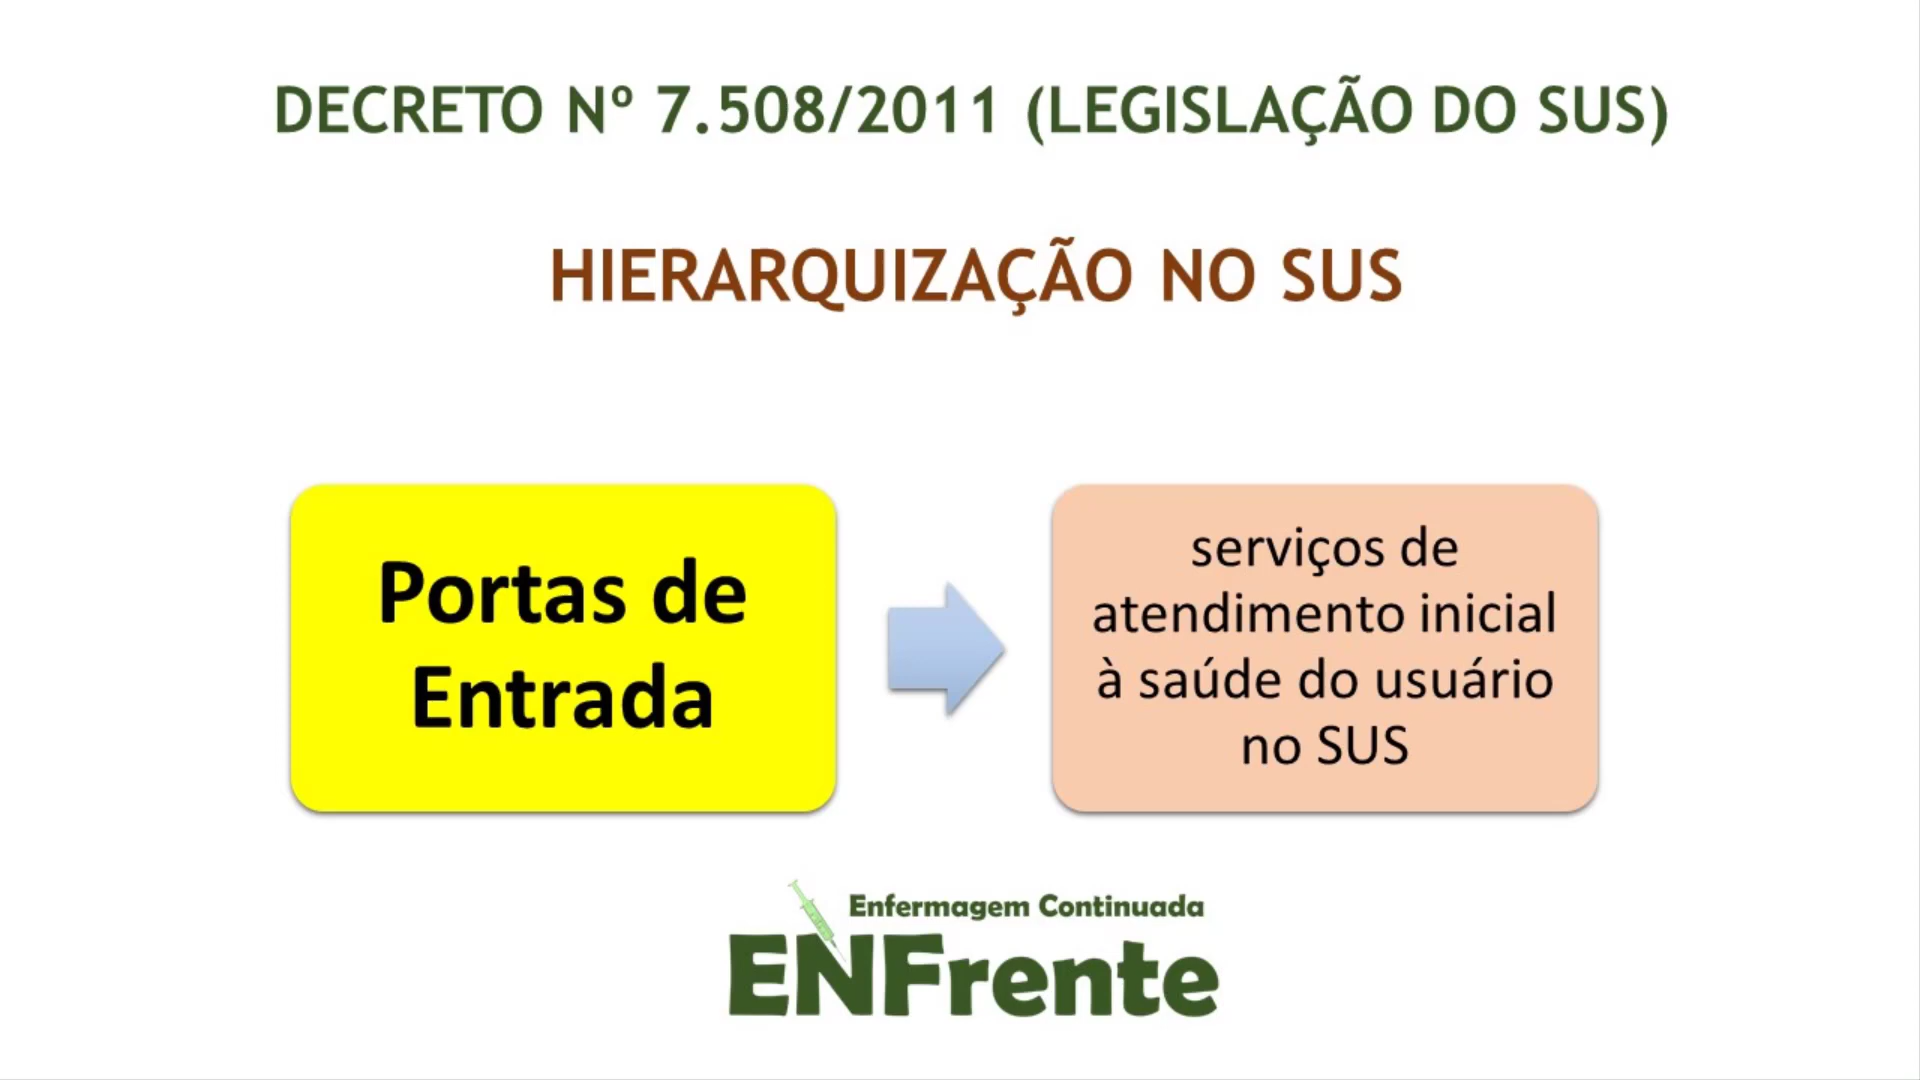 DECRETO Nº 7.508/2011 (LEGISLAÇÃO DO SUS)
HIERARQUIZAÇÃO NO SUS
Portas de
Entrada
serviços de
atendimento inicial
à saúde do usuário
no SUS
Enfermagem Continuada
ENFrente